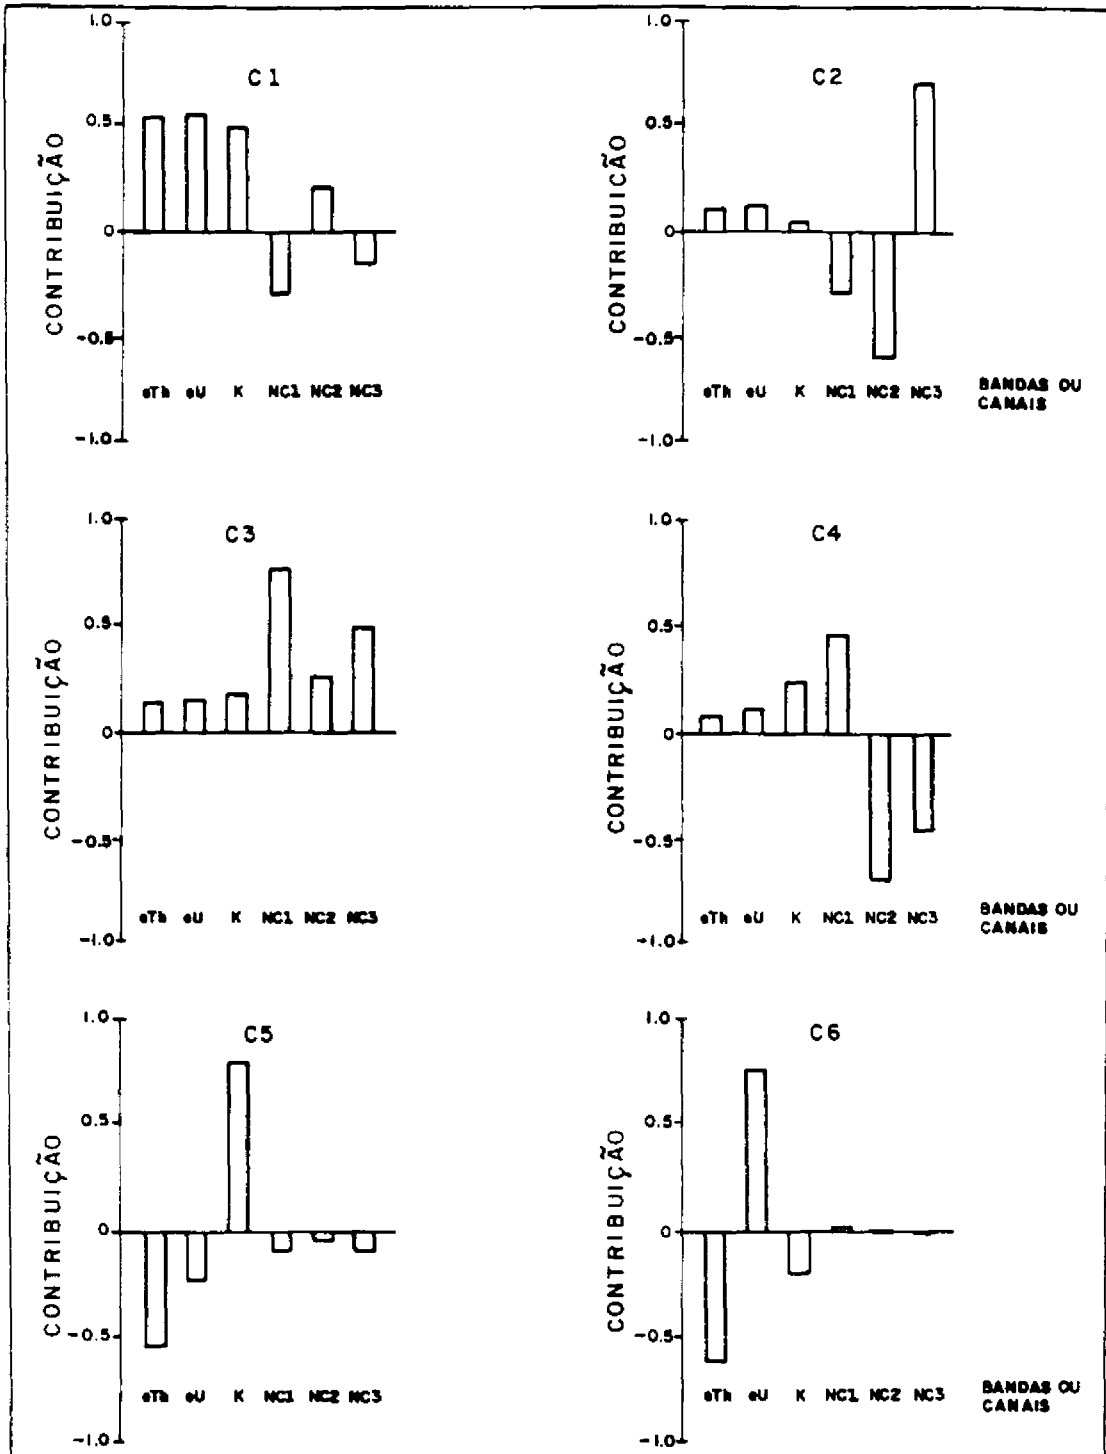 C1
CONTRIBUIÇÃO
1.0
0.5
0
-0.5
-1.0
eTh eU K NC1 NC2 NC3
C2
CONTRIBUICÃO
1.0
0.5
0
-0.5
-1.0
eTh eU K NC1 NC2 NC3
BANDAS OU
CANAIS
C3
CONTRIBUIÇÃO
1.0
0.5
0
-0.5
-1.0
eTh eU K NC1 NC2 NC3
C4
CONTRIBUIÇÃO
1.0
0.5
0
-0.5
-1.0
eTh eU K NC1 NC2 NC3
BANDAS OU
CANAIS
C5
CONTRIBUIÇÃO
1.0
0.5
0
-0.5
-1.0
eTh eU K NC1 NC2 NC3
C6
CONTRIBUIÇÃO
1.0
0.5
0
-0.5
-1.0
eTh eU K NC1 NC2 NC3
BANDAS OU
CANAIS